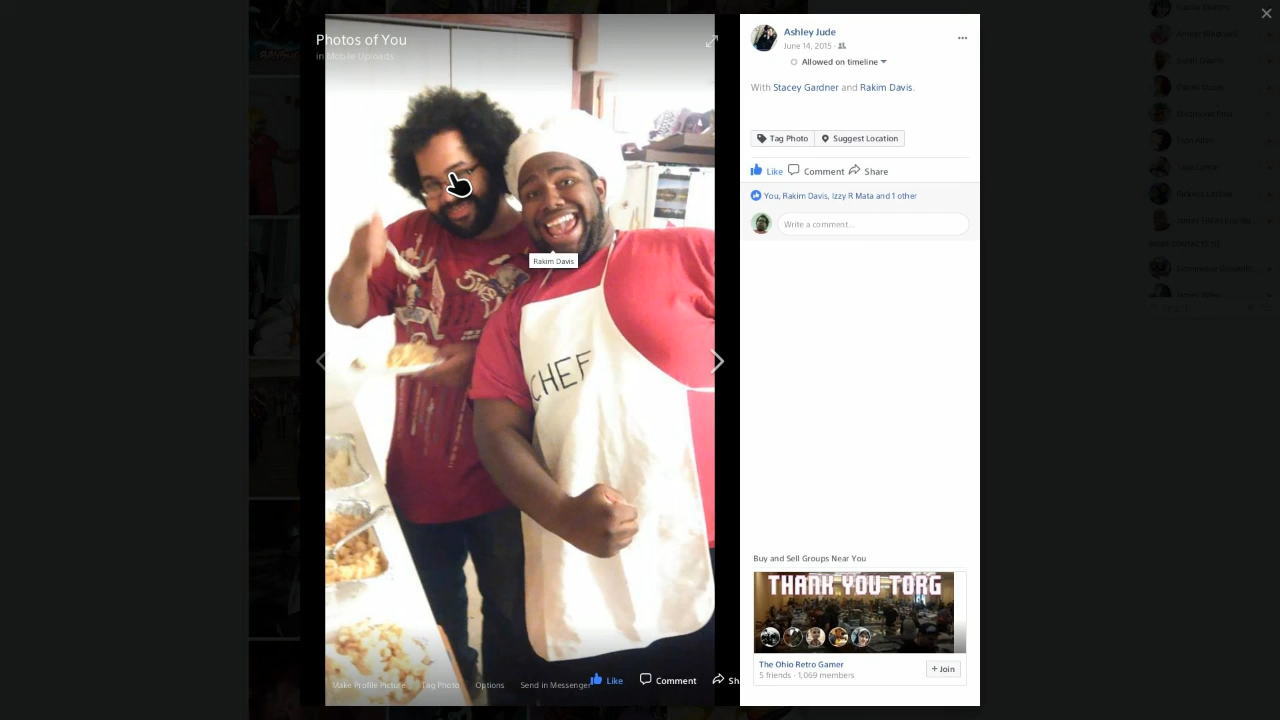 Photos of You
in Mobile Uploads
Rakim Davis
CHEF
Make Profile Picture
Tag Photo
Options
Send in Messenger
Like
Comment
Sh
Ashley Jude
June 14, 2015
Allowed on timeline
With Stacey Gardner and Rakim Davis.
Tag Photo
Suggest Location
Like
Comment
Share
You, Rakim Davis, Izzy R Mata and 1 other
Write a comment...
Buy and Sell Groups Near You
THANK YOU TORG
The Ohio Retro Gamer
5 friends · 1,069 members
+ Join